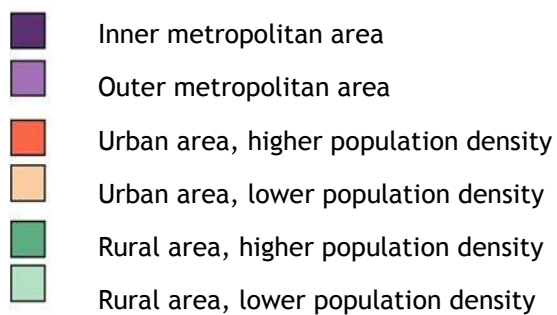 Inner metropolitan area
Outer metropolitan area
Urban area, higher population density
Urban area, lower population density
Rural area, higher population density
Rural area, lower population density